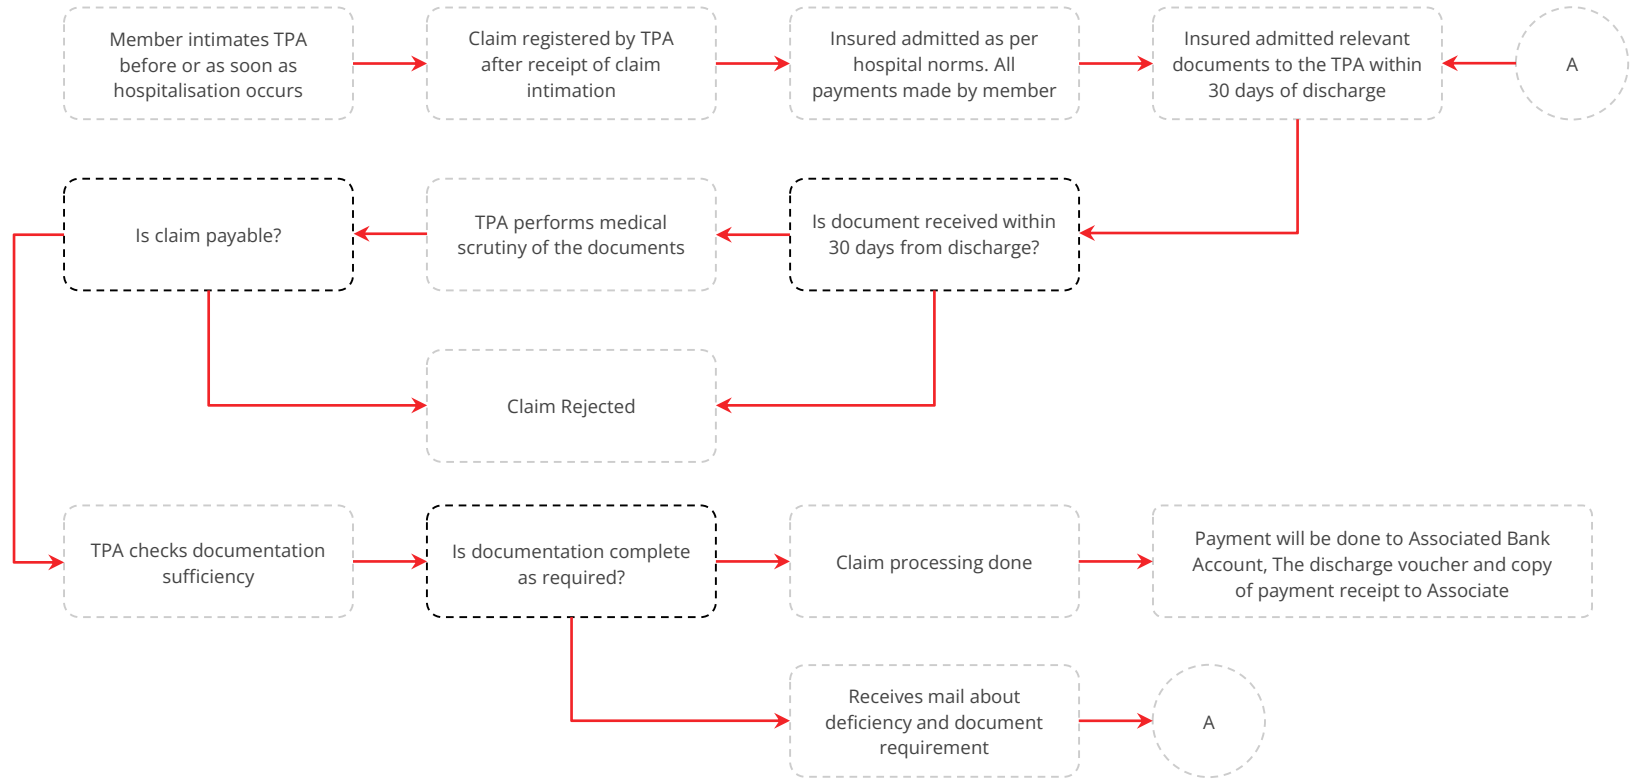 Member intimates TPA
before or as soon as
hospitalisation occurs
Claim registered by TPA
after receipt of claim
intimation
Insured admitted as per
hospital norms. All
payments made by member
Insured admitted relevant
documents to the TPA within
30 days of discharge
A
Is claim payable?
TPA performs medical
scrutiny of the documents
Is document received within
30 days from discharge?
Claim Rejected
TPA checks documentation
sufficiency
Is documentation complete
as required?
Claim processing done
Payment will be done to Associated Bank
Account, The discharge voucher and copy
of payment receipt to Associate
Receives mail about
deficiency and document
requirement
A